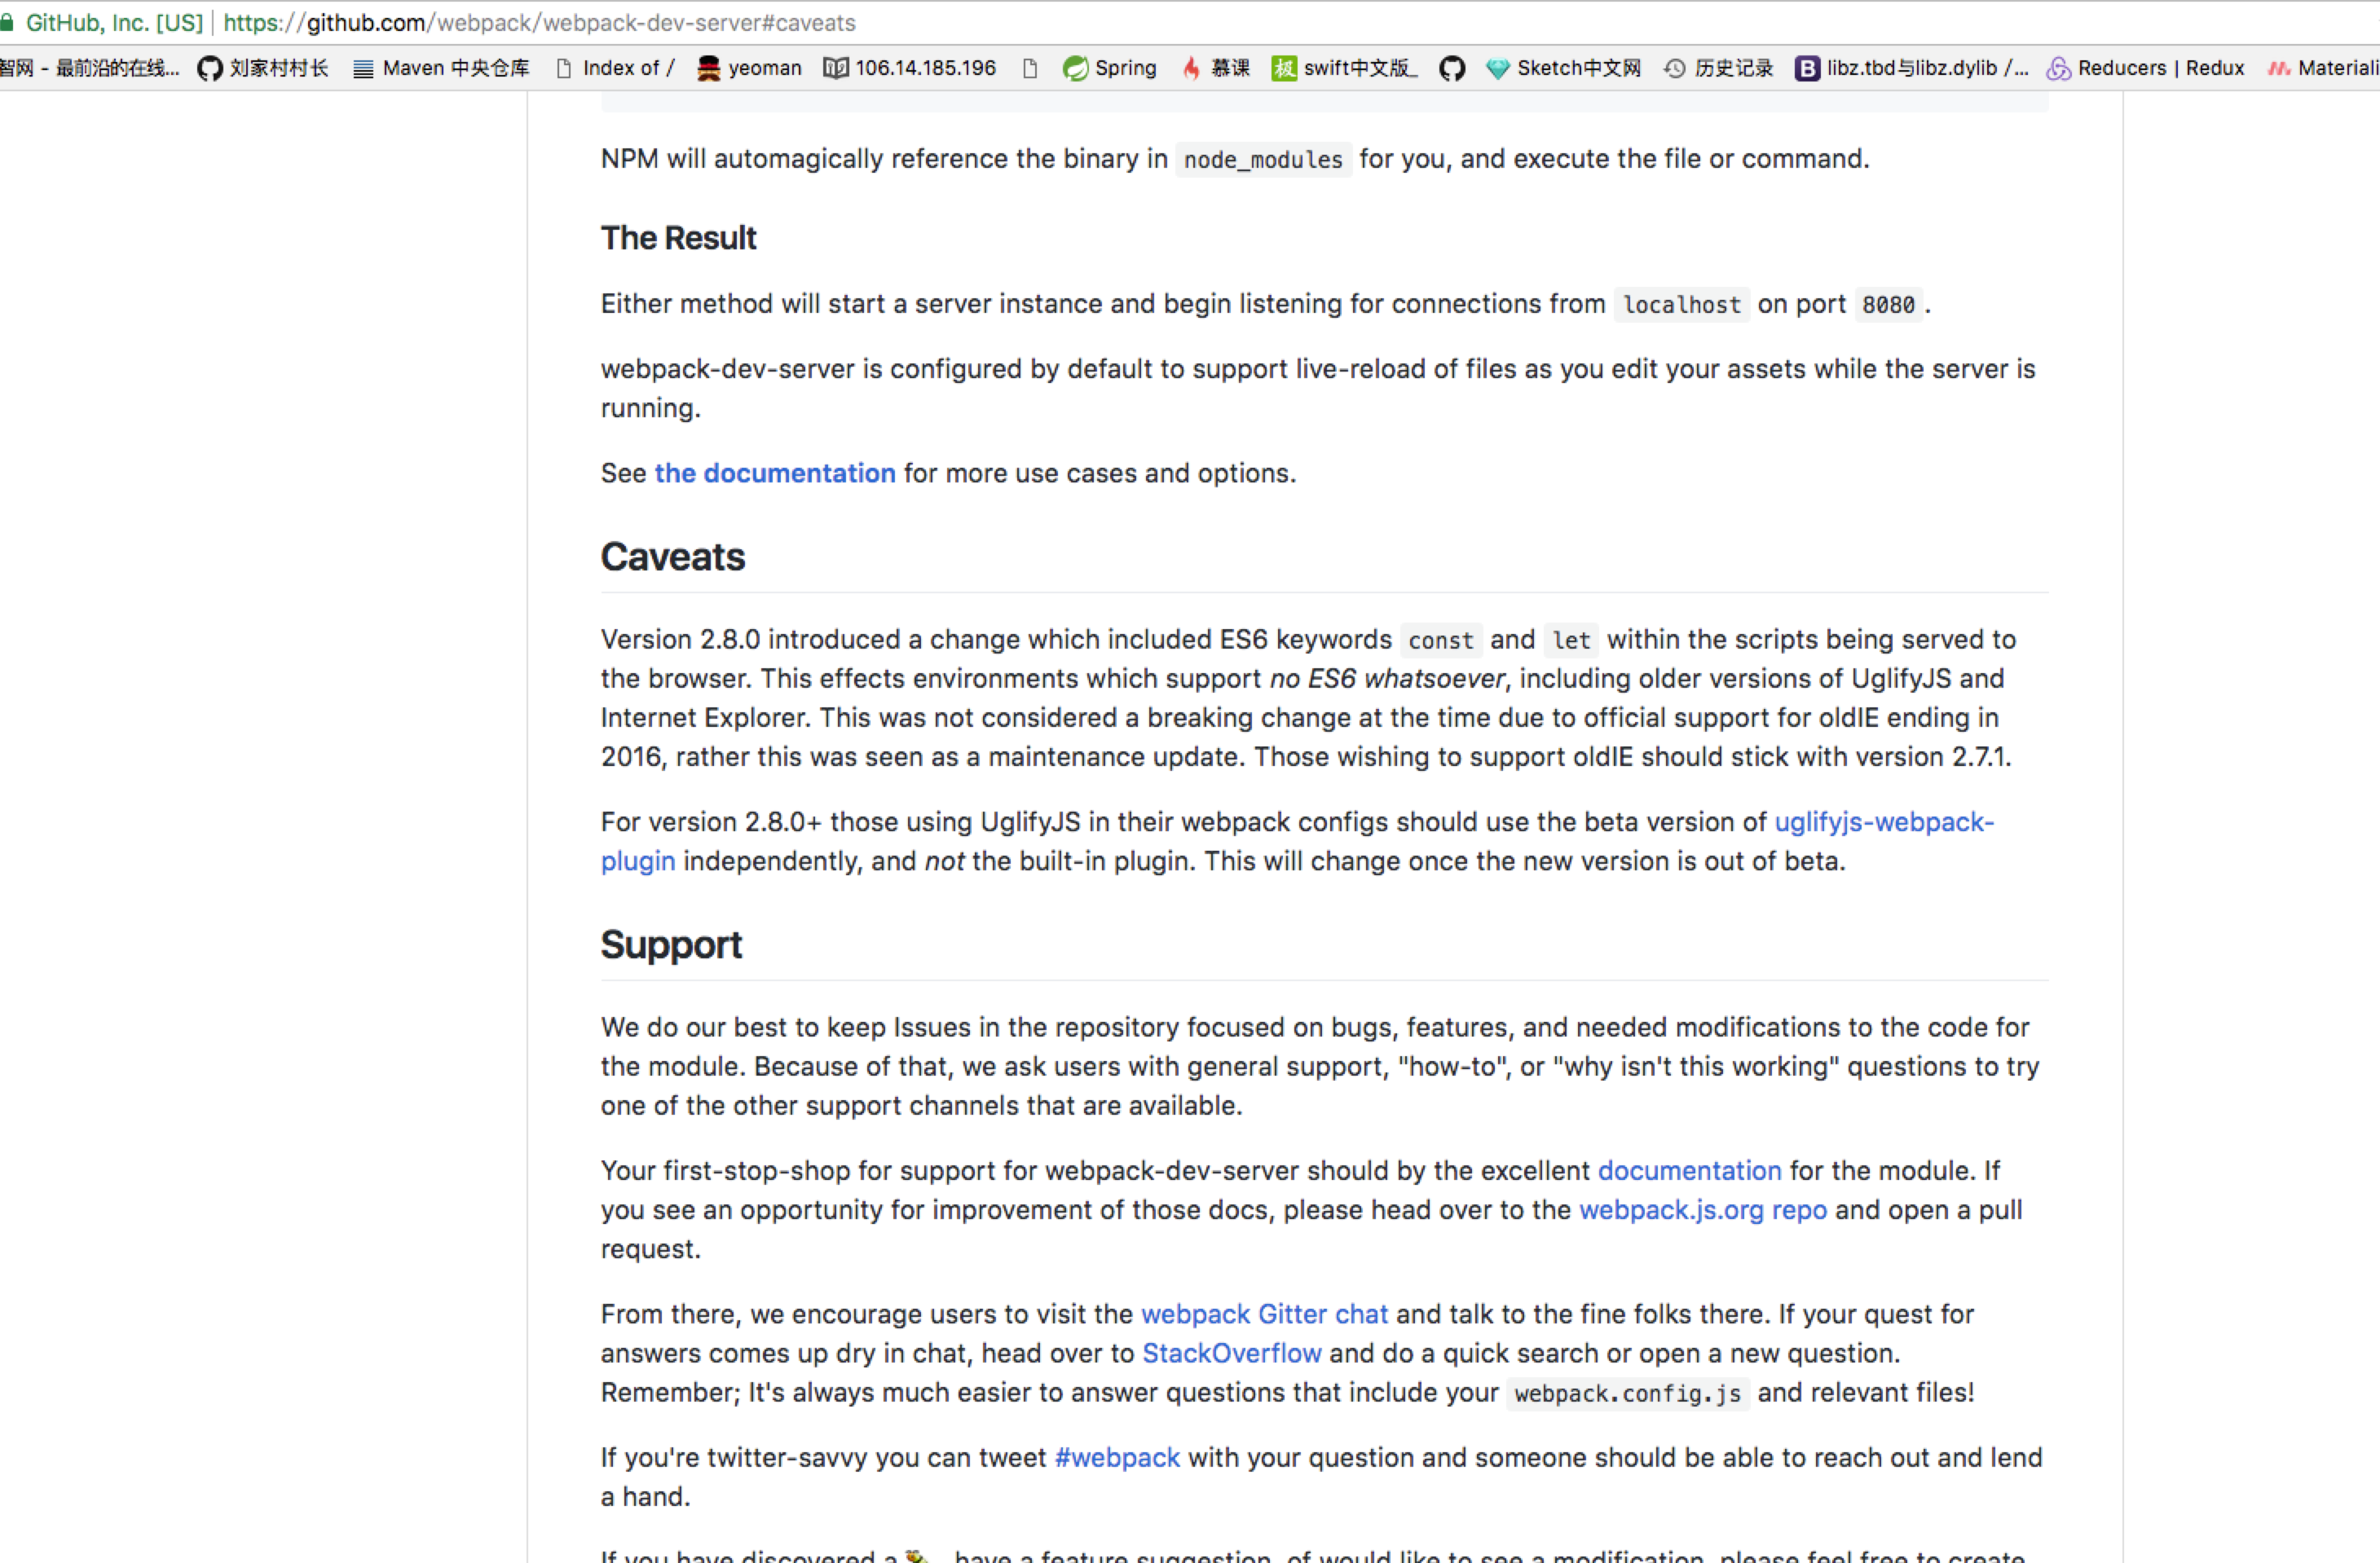 GitHub, Inc. [US] | https://github.com/webpack/webpack-dev-server#caveats
智网 - 最前沿的在线... 刘家村村长 Maven 中央仓库 Index of / yeoman 106.14.185.196 Spring 慕课 极 swift中文版_ Sketch中文网 历史记录 B libz.tbd与libz.dylib /... Reducers | Redux Materiali
NPM will automagically reference the binary in node_modules for you, and execute the file or command.
The Result
Either method will start a server instance and begin listening for connections from localhost on port 8080 .
webpack-dev-server is configured by default to support live-reload of files as you edit your assets while the server is
running.
See the documentation for more use cases and options.
Caveats
Version 2.8.0 introduced a change which included ES6 keywords const and let within the scripts being served to
the browser. This effects environments which support no ES6 whatsoever, including older versions of UglifyJS and
Internet Explorer. This was not considered a breaking change at the time due to official support for oldIE ending in
2016, rather this was seen as a maintenance update. Those wishing to support oldIE should stick with version 2.7.1.
For version 2.8.0+ those using UglifyJS in their webpack configs should use the beta version of uglifyjs-webpack-
plugin independently, and not the built-in plugin. This will change once the new version is out of beta.
Support
We do our best to keep Issues in the repository focused on bugs, features, and needed modifications to the code for
the module. Because of that, we ask users with general support, "how-to", or "why isn't this working" questions to try
one of the other support channels that are available.
Your first-stop-shop for support for webpack-dev-server should by the excellent documentation for the module. If
you see an opportunity for improvement of those docs, please head over to the webpack.js.org repo and open a pull
request.
From there, we encourage users to visit the webpack Gitter chat and talk to the fine folks there. If your quest for
answers comes up dry in chat, head over to StackOverflow and do a quick search or open a new question.
Remember; It's always much easier to answer questions that include your webpack.config.js and relevant files!
If you're twitter-savvy you can tweet #webpack with your question and someone should be able to reach out and lend
a hand.
If you have discovered a 🐛, have a feature suggestion, of would like to see a modification, please feel free to create